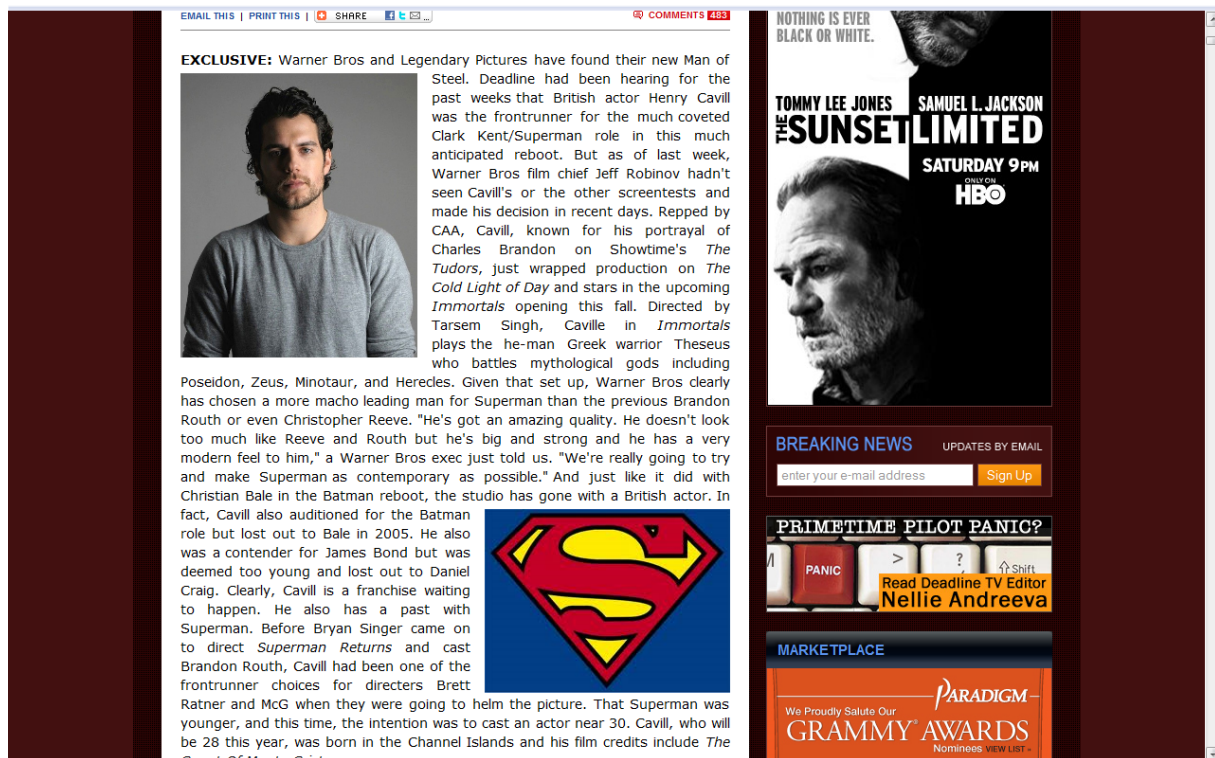 EMAIL THIS | PRINT THIS | SHARE
COMMENTS 483
EXCLUSIVE: Warner Bros and Legendary Pictures have found their new Man of
Steel. Deadline had been hearing for the
past weeks that British actor Henry Cavill
was the frontrunner for the much coveted
Clark Kent/Superman role in this much
anticipated reboot. But as of last week,
Warner Bros film chief Jeff Robinov hadn't
seen Cavill's or the other screentests and
made his decision in recent days. Repped by
CAA, Cavill, known for his portrayal of
Charles Brandon on Showtime's The
Tudors, just wrapped production on The
Cold Light of Day and stars in the upcoming
Immortals opening this fall. Directed by
Tarsem Singh, Caville in Immortals
plays the he-man Greek warrior Theseus
who battles mythological gods including
Poseidon, Zeus, Minotaur, and Herecles. Given that set up, Warner Bros clearly
has chosen a more macho leading man for Superman than the previous Brandon
Routh or even Christopher Reeve. "He's got an amazing quality. He doesn't look
too much like Reeve and Routh but he's big and strong and he has a very
modern feel to him," a Warner Bros exec just told us. "We're really going to try
and make Superman as contemporary as possible." And just like it did with
Christian Bale in the Batman reboot, the studio has gone with a British actor. In
fact, Cavill also auditioned for the Batman
role but lost out to Bale in 2005. He also
was a contender for James Bond but was
deemed too young and lost out to Daniel
Craig. Clearly, Cavill is a franchise waiting
to happen. He also has a past with
Superman. Before Bryan Singer came on
to direct Superman Returns and cast
Brandon Routh, Cavill had been one of the
frontrunner choices for directers Brett
Ratner and McG when they were going to helm the picture. That Superman was
younger, and this time, the intention was to cast an actor near 30. Cavill, who will
be 28 this year, was born in the Channel Islands and his film credits include The
S
NOTHING IS EVER
BLACK OR WHITE.
TOMMY LEE JONES SAMUEL L. JACKSON
THE SUNSET LIMITED
SATURDAY 9PM
ONLY ON
HBO
BREAKING NEWS UPDATES BY EMAIL
enter your e-mail address Sign Up
PRIMETIME PILOT PANIC?
M PANIC > ? Shift
Read Deadline TV Editor
Nellie Andreeva
MARKETPLACE
PARADIGM
We Proudly Salute Our
GRAMMY® AWARDS
Nominees VIEW LIST »